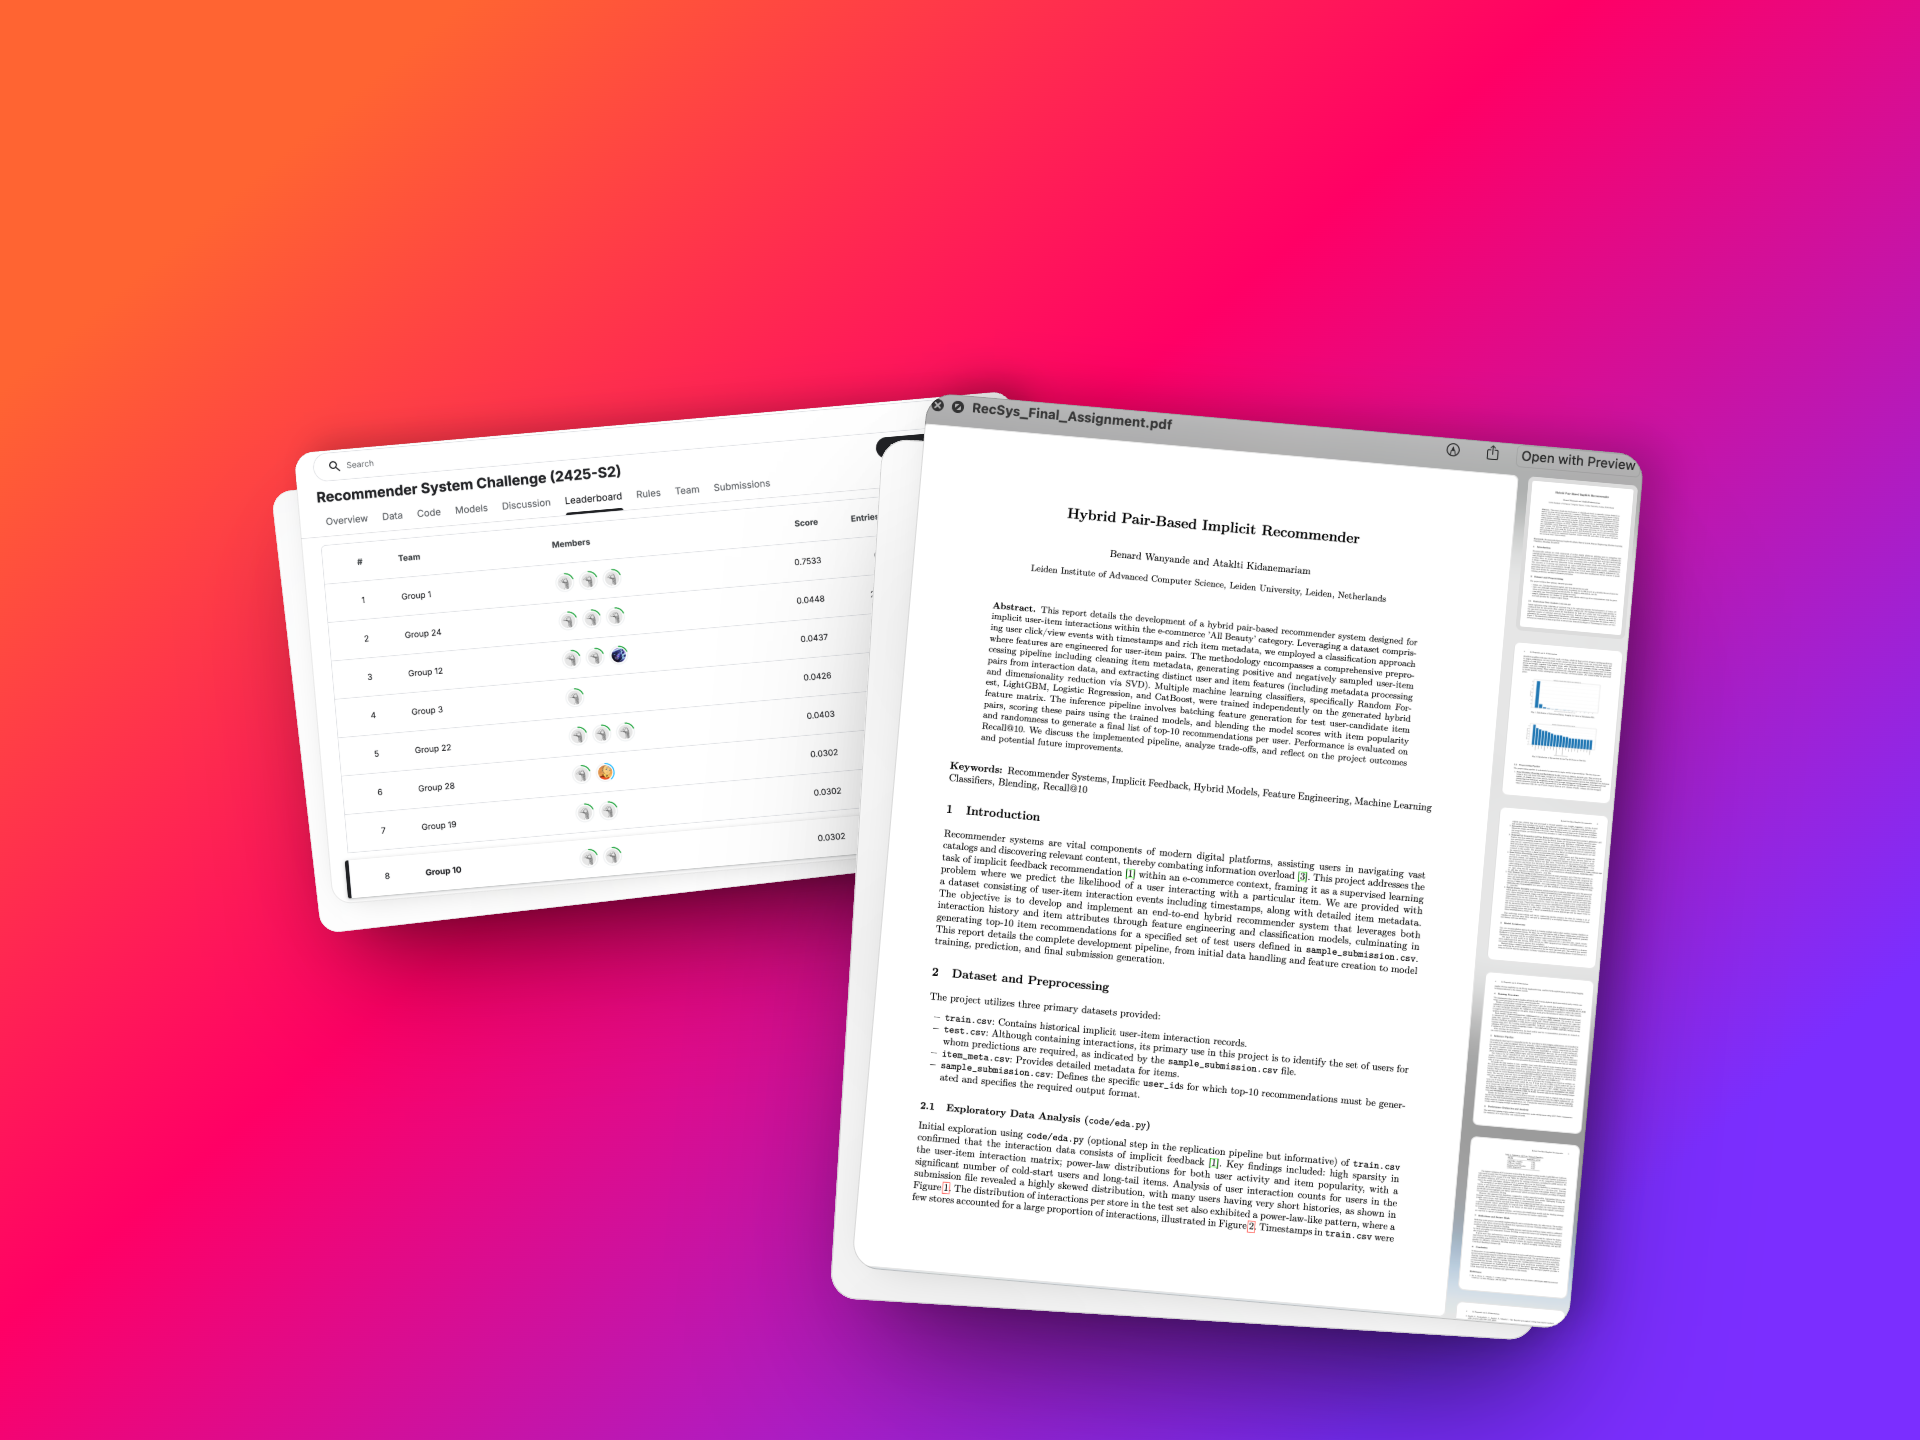 Search
Recommender System Challenge (2425-S2)
Overview Data Code Models Discussion Leaderboard Rules Team Submissions
# Team Members Score Entries
1 Group 1 0.7533
2 Group 24 0.0448
3 Group 12 0.0437
4 Group 3 0.0426
5 Group 22 0.0403
6 Group 28 0.0302
7 Group 19 0.0302
8 Group 10 0.0302
RecSys_Final_Assignment.pdf
Open with Preview
Hybrid Pair-Based Implicit Recommender
Benard Wanyande and Ataklti Kidanemariam
Leiden Institute of Advanced Computer Science, Leiden University, Leiden, Netherlands
Abstract. This report details the development of a hybrid pair-based recommender system designed for
implicit user-item interactions within the e-commerce 'All Beauty' category. Leveraging a dataset compris-
ing user click/view events with timestamps and rich item metadata, we employed a classification approach
where features are engineered for user-item pairs. The methodology encompasses a comprehensive prepro-
cessing pipeline including cleaning item metadata, generating positive and negatively sampled user-item
pairs from interaction data, and extracting distinct user and item features (including metadata processing
and dimensionality reduction via SVD). Multiple machine learning classifiers, specifically Random For-
est, LightGBM, Logistic Regression, and CatBoost, were trained independently on the generated hybrid
feature matrix. The inference pipeline involves batching feature generation for test user-candidate item
pairs, scoring these pairs using the trained models, and blending the model scores with item popularity
and randomness to generate a final list of top-10 recommendations per user. Performance is evaluated on
Recall@10. We discuss the implemented pipeline, analyze trade-offs, and reflect on the project outcomes
and potential future improvements.
Keywords: Recommender Systems, Implicit Feedback, Hybrid Models, Feature Engineering, Machine Learning
Classifiers, Blending, Recall@10
1 Introduction
Recommender systems are vital components of modern digital platforms, assisting users in navigating vast
catalogs and discovering relevant content, thereby combating information overload [3]. This project addresses the
task of implicit feedback recommendation [1] within an e-commerce context, framing it as a supervised learning
problem where we predict the likelihood of a user interacting with a particular item. We are provided with
a dataset consisting of user-item interaction events including timestamps, along with detailed item metadata.
The objective is to develop and implement an end-to-end hybrid recommender system that leverages both
interaction history and item attributes through feature engineering and classification models, culminating in
generating top-10 item recommendations for a specified set of test users defined in sample_submission.csv.
This report details the complete development pipeline, from initial data handling and feature creation to model
training, prediction, and final submission generation.
2 Dataset and Preprocessing
The project utilizes three primary datasets provided:
– train.csv: Contains historical implicit user-item interaction records.
– test.csv: Although containing interactions, its primary use in this project is to identify the set of users for
whom predictions are required, as indicated by the sample_submission.csv file.
– item_meta.csv: Provides detailed metadata for items.
– sample_submission.csv: Defines the specific user_ids for which top-10 recommendations must be gener-
ated and specifies the required output format.
2.1 Exploratory Data Analysis (code/eda.py)
Initial exploration using code/eda.py (optional step in the replication pipeline but informative) of train.csv
confirmed that the interaction data consists of implicit feedback [1]. Key findings included: high sparsity in
the user-item interaction matrix; power-law distributions for both user activity and item popularity, with a
significant number of cold-start users and long-tail items. Analysis of user interaction counts for users in the
submission file revealed a highly skewed distribution, with many users having very short histories, as shown in
Figure 1. The distribution of interactions per store in the test set also exhibited a power-law-like pattern, where a
few stores accounted for a large proportion of interactions, illustrated in Figure 2. Timestamps in train.csv were